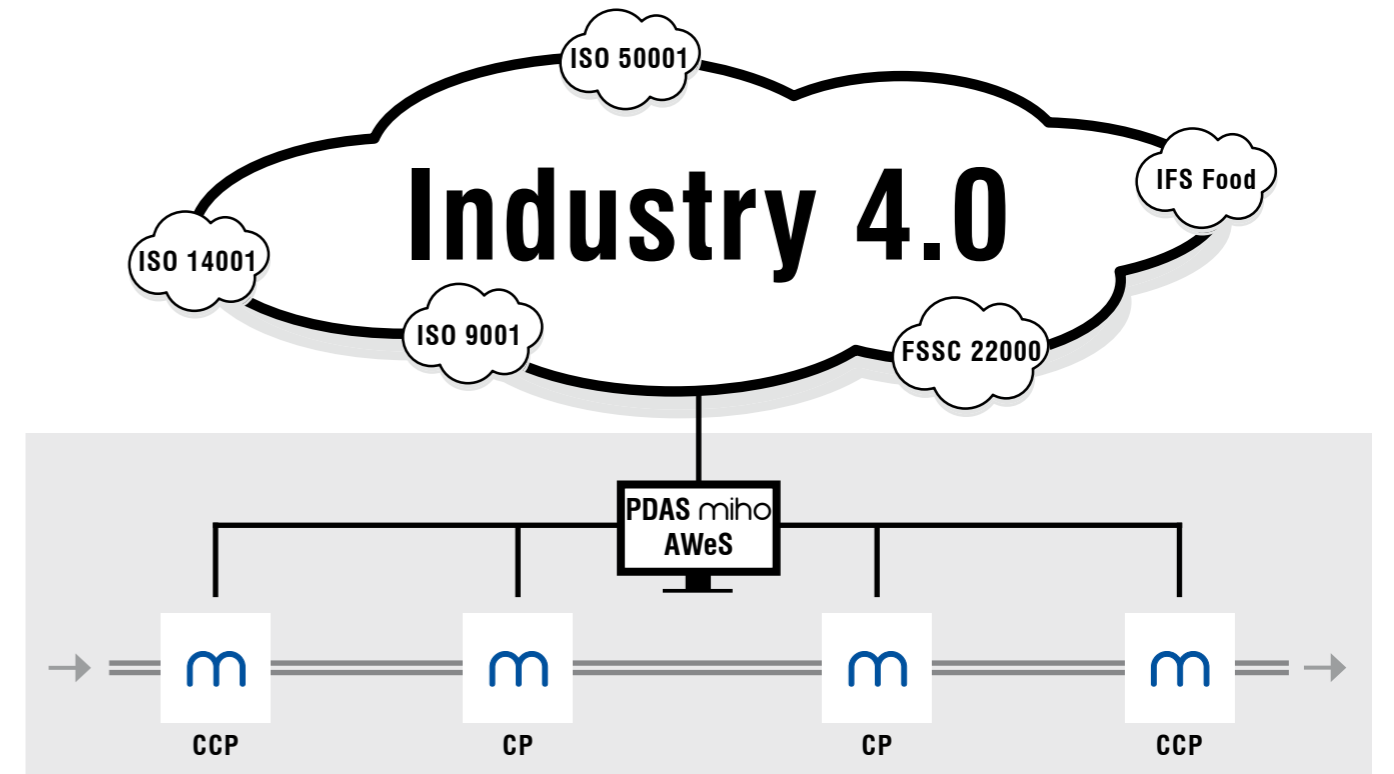 ISO 50001
IFS Food
Industry 4.0
ISO 14001
ISO 9001
FSSC 22000
PDAS miho
AWeS
m m m m
CCP CP CP CCP